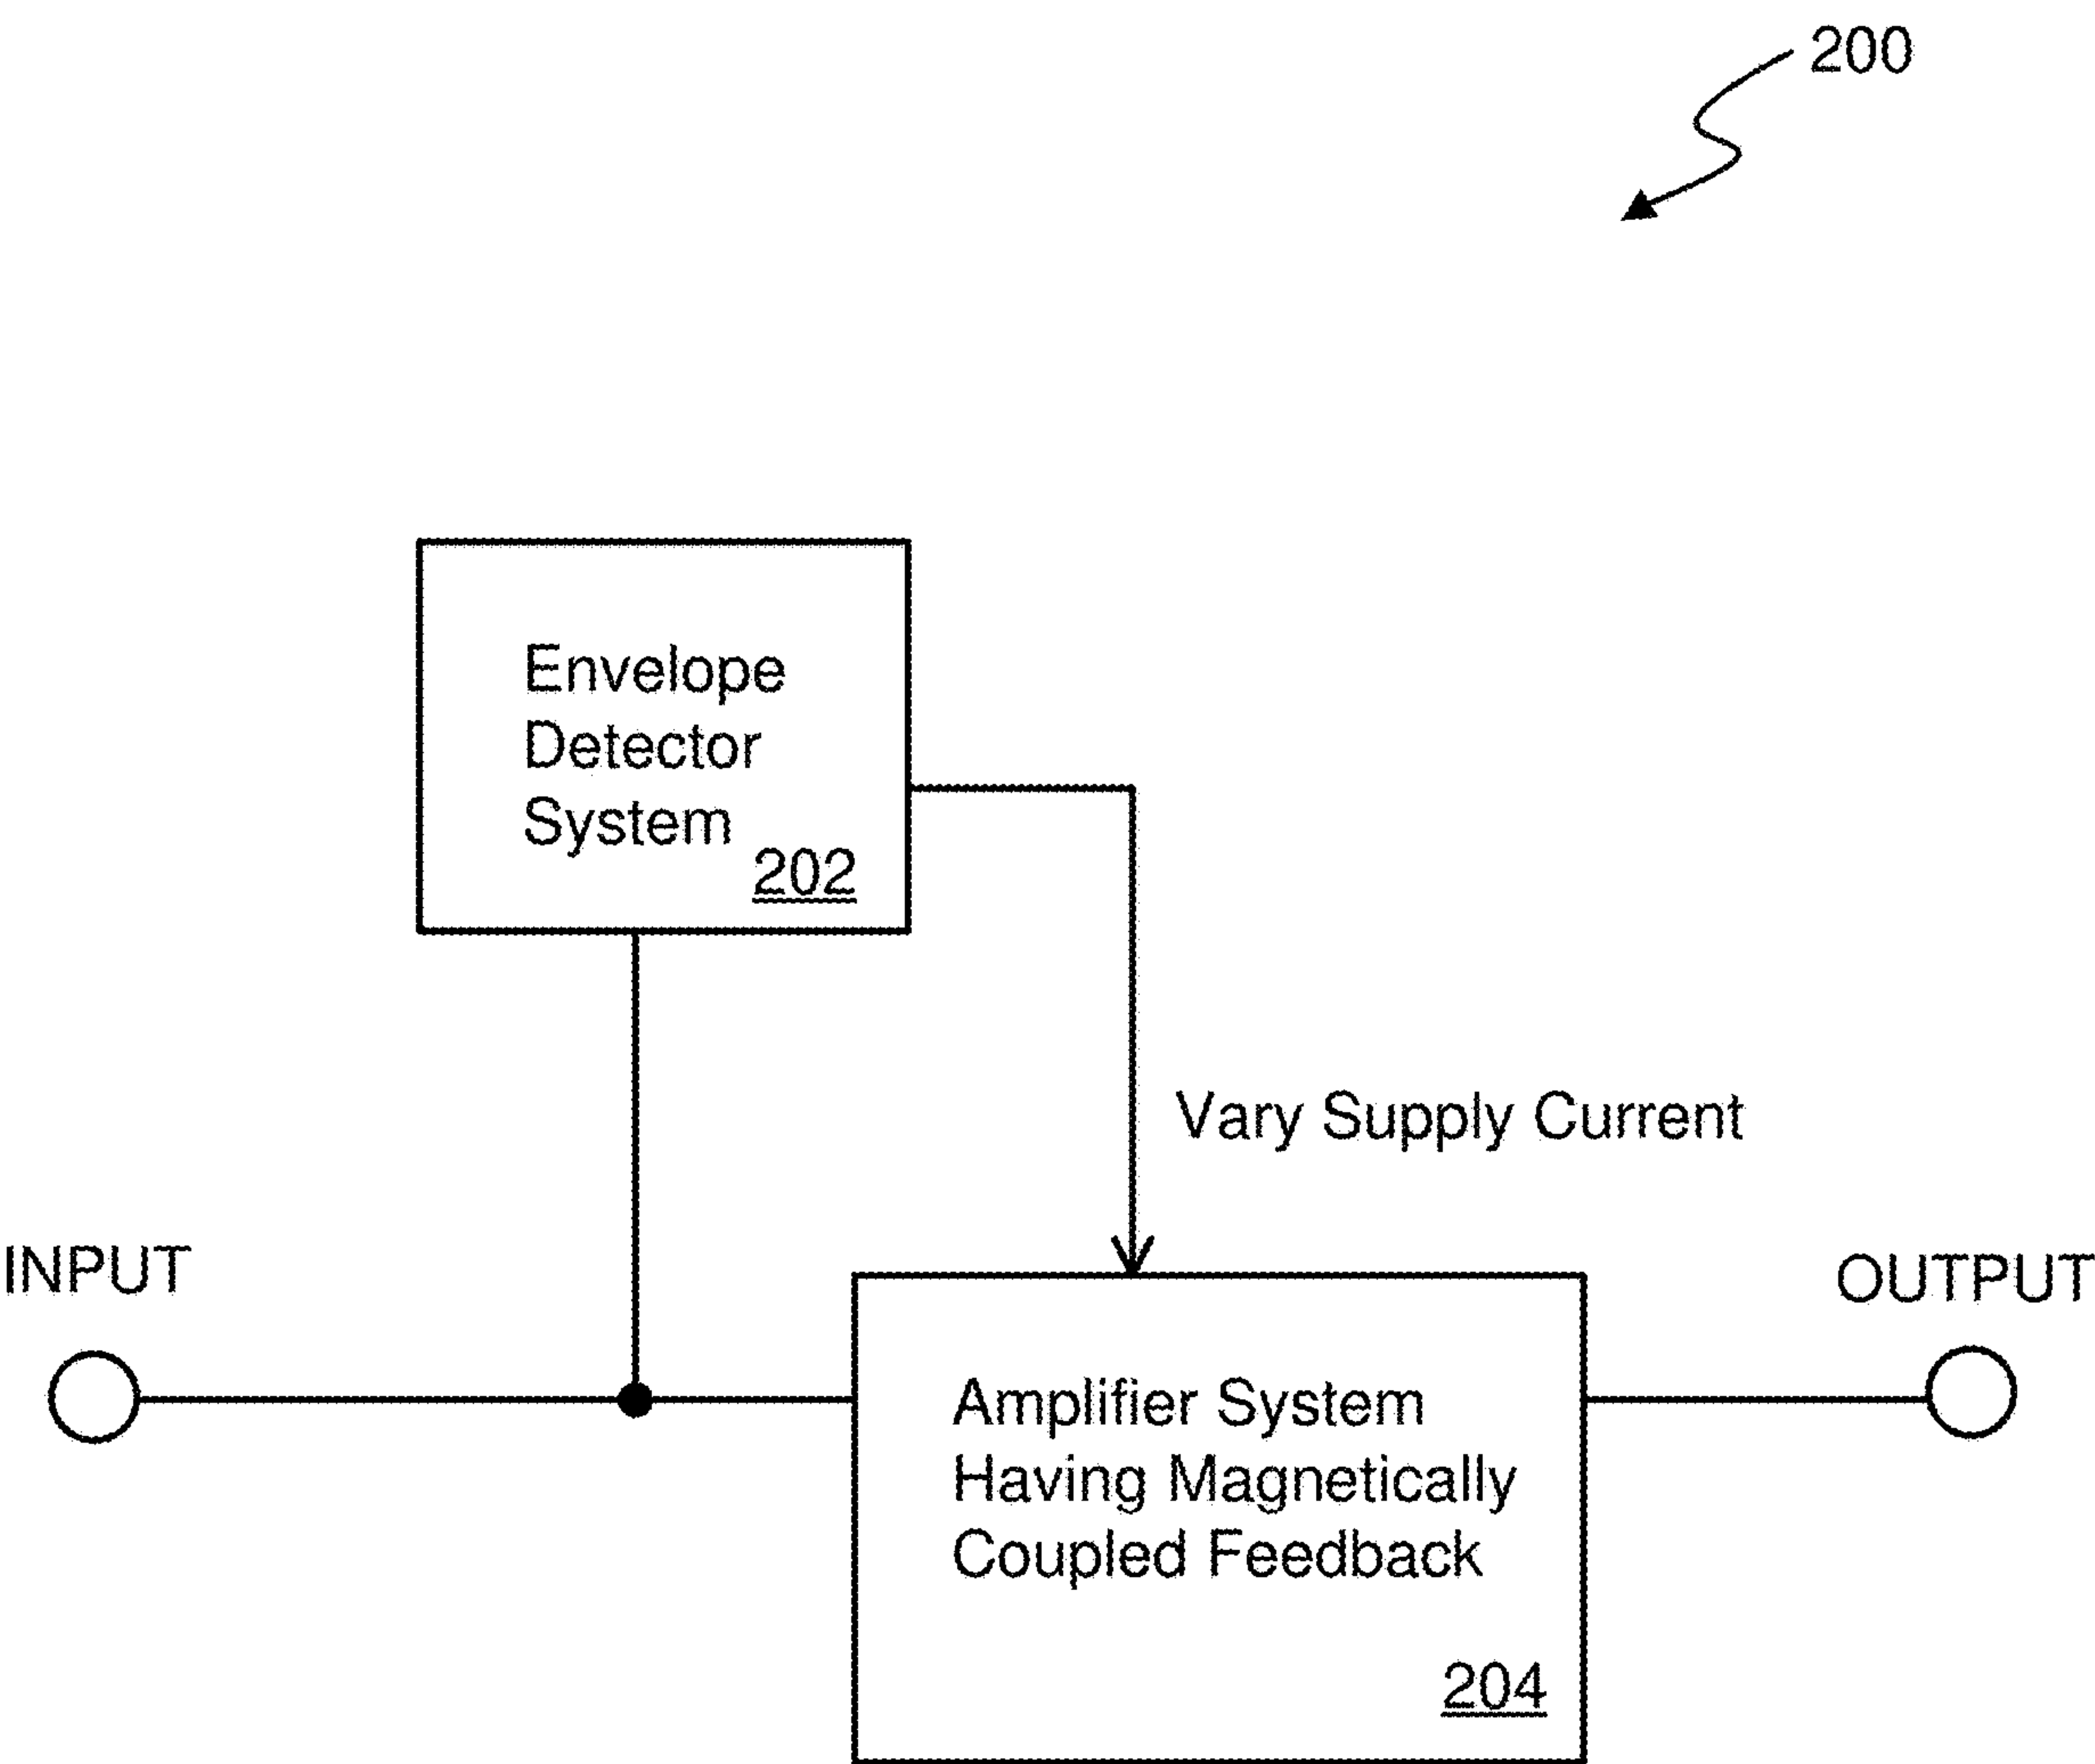 200
Envelope
Detector
System
202
Vary Supply Current
INPUT
OUTPUT
Amplifier System
Having Magnetically
Coupled Feedback
204